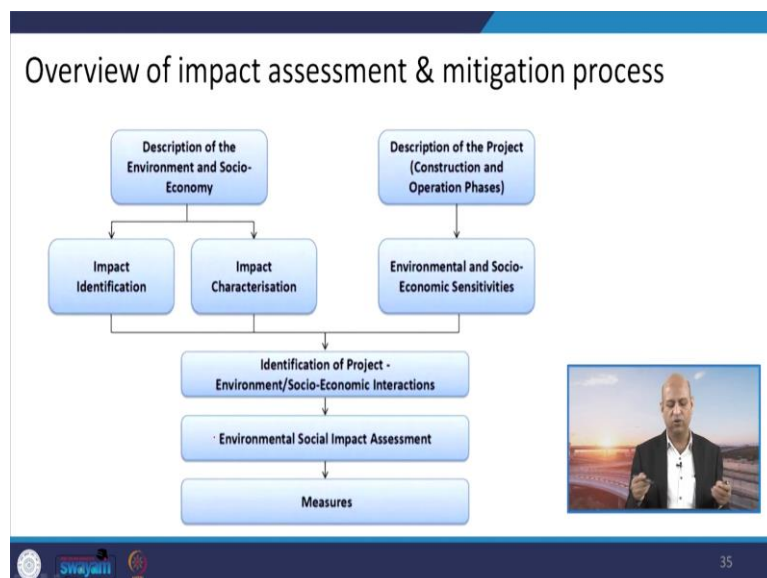 Overview of impact assessment & mitigation process
Description of the
Environment and Socio-
Economy
Description of the Project
(Construction and
Operation Phases)
Impact
Identification
Impact
Characterisation
Environmental and Socio-
Economic Sensitivities
Identification of Project -
Environment/Socio-Economic Interactions
Environmental Social Impact Assessment
Measures
swayam
35